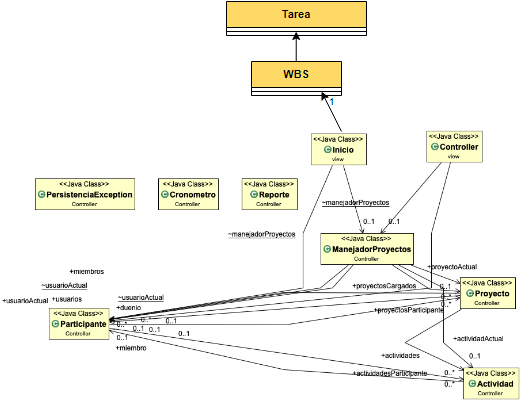 Tarea
WBS
1
<<Java Class>>
Inicio
view
<<Java Class>>
Controller
view
<<Java Class>>
PersistenciaException
Controller
<<Java Class>>
Cronometro
Controller
<<Java Class>>
Reporte
Controller
~manejadorProyectos
0..1
0..1
~manejadorProyectos
<<Java Class>>
ManejadorProyectos
Controller
+proyectoActual
+miembros
~usuarioActual
+usuarioActual
+usuarios
~usuarioActual
+duenio
+proyectosCargados
0..1
0..*
<<Java Class>>
Proyecto
Controller
<<Java Class>>
Participante
Controller
0..*
0..*
0..1
0..1
0..1
0..1
0..1
+proyectosParticipante
+miembro
+actividadActual
+actividades
0..1
+actividadesParticipante
0..*
0..*
<<Java Class>>
Actividad
Controller